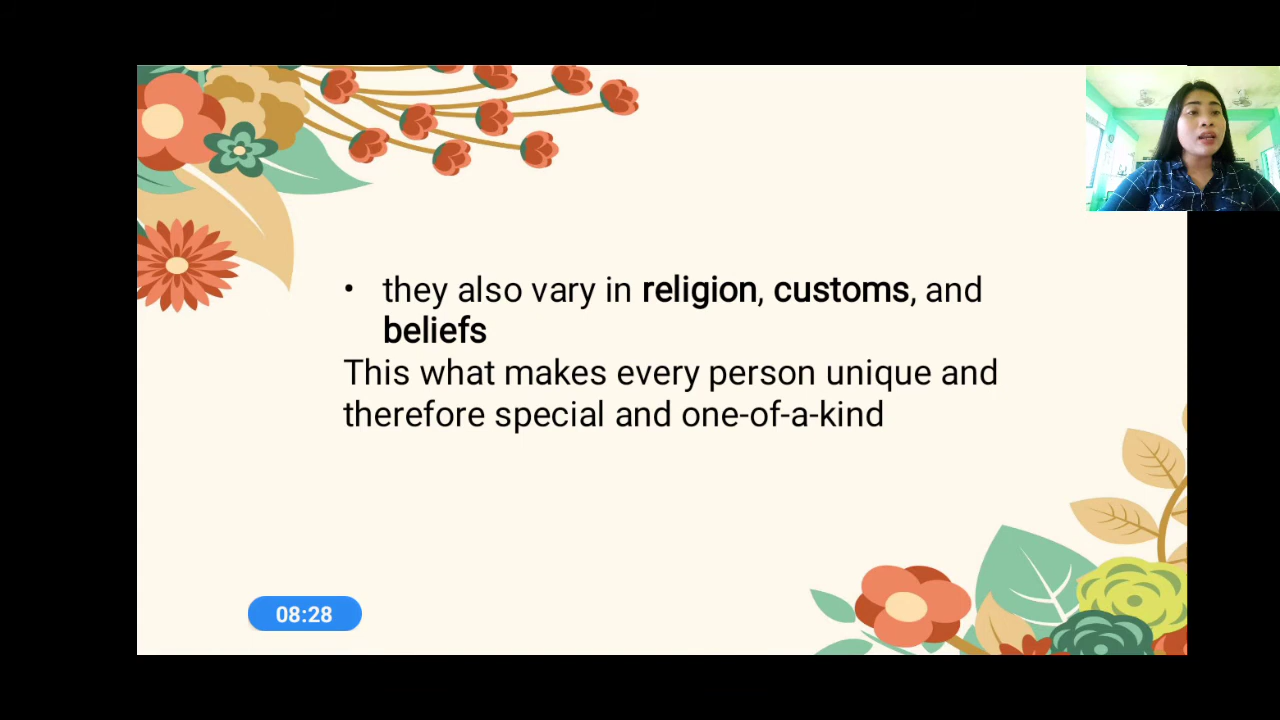 • they also vary in religion, customs, and
beliefs
This what makes every person unique and
therefore special and one-of-a-kind
08:28